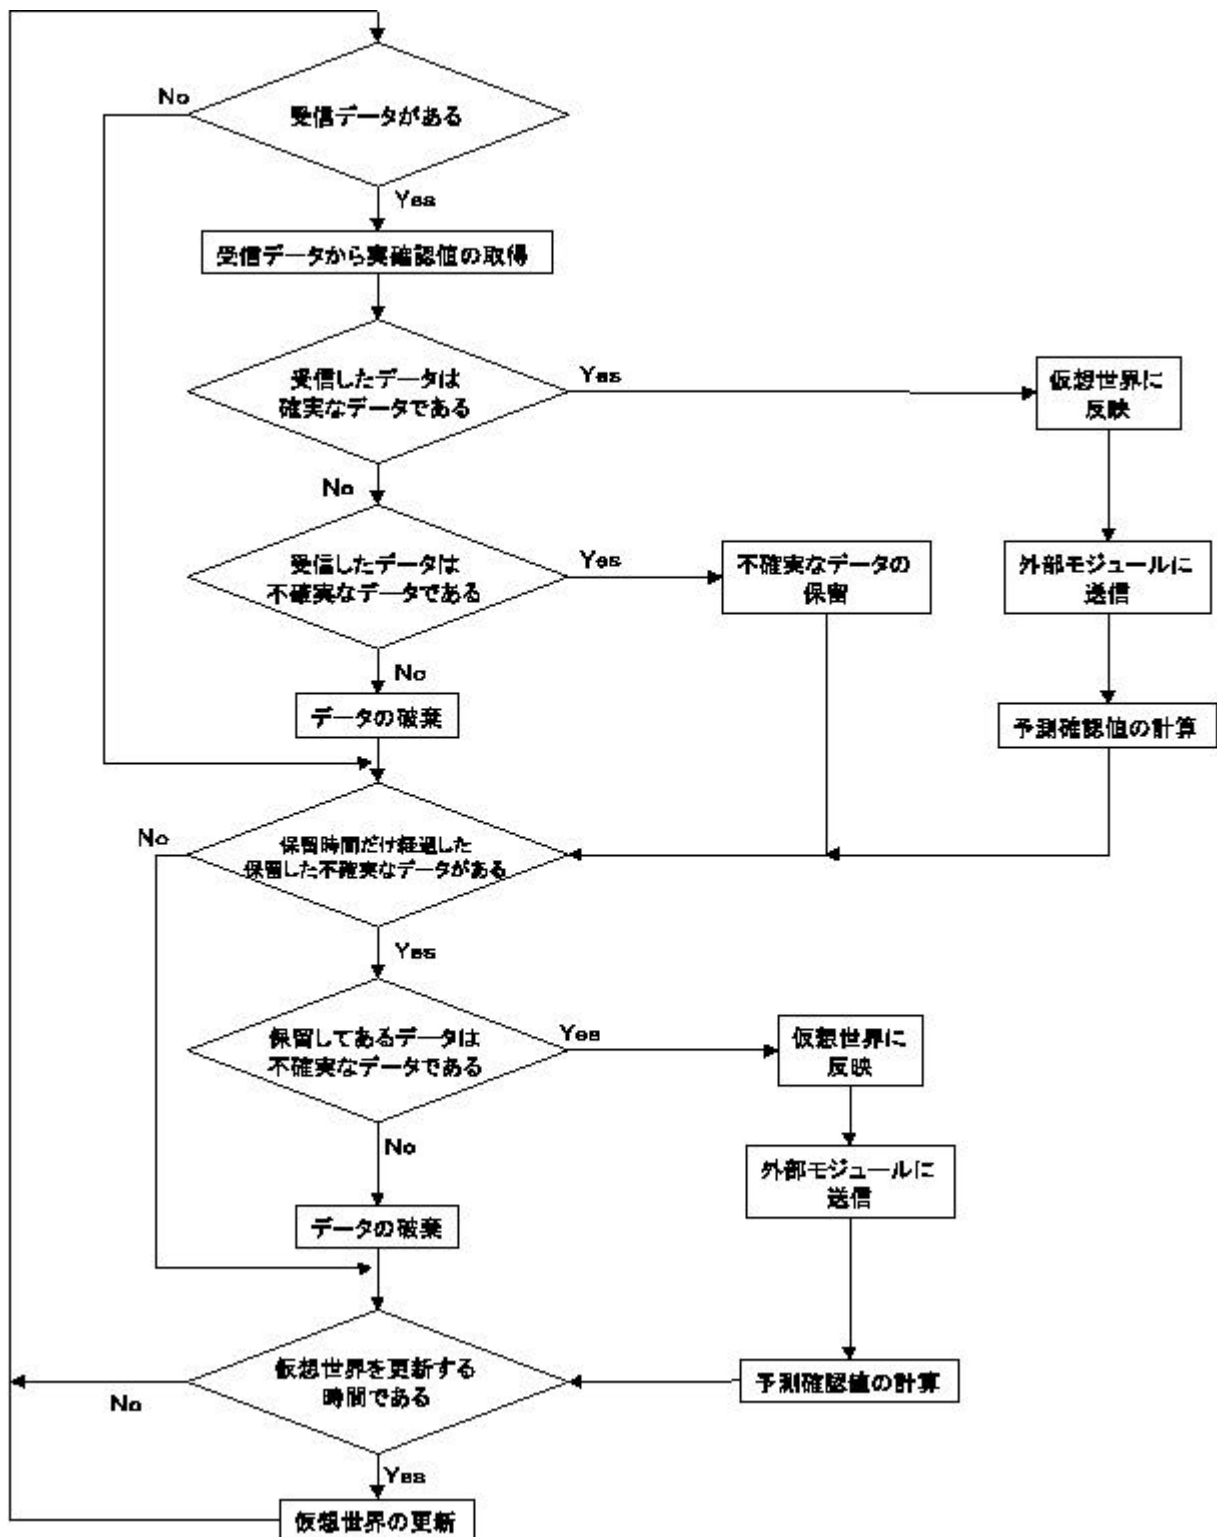 No
受信データがある
Yes
受信データから実確認値の取得
受信したデータは
確実なデータである
Yes
仮想世界に
反映
No
受信したデータは
不確実なデータである
Yes
不確実なデータの
保留
外部モジュールに
送信
No
データの破棄
予測確認値の計算
No
保留時間だけ経過した
保留した不確実なデータがある
Yes
保留してあるデータは
不確実なデータである
Yes
仮想世界に
反映
No
外部モジュールに
送信
データの破棄
仮想世界を更新する
時間である
No
予測確認値の計算
Yes
仮想世界の更新